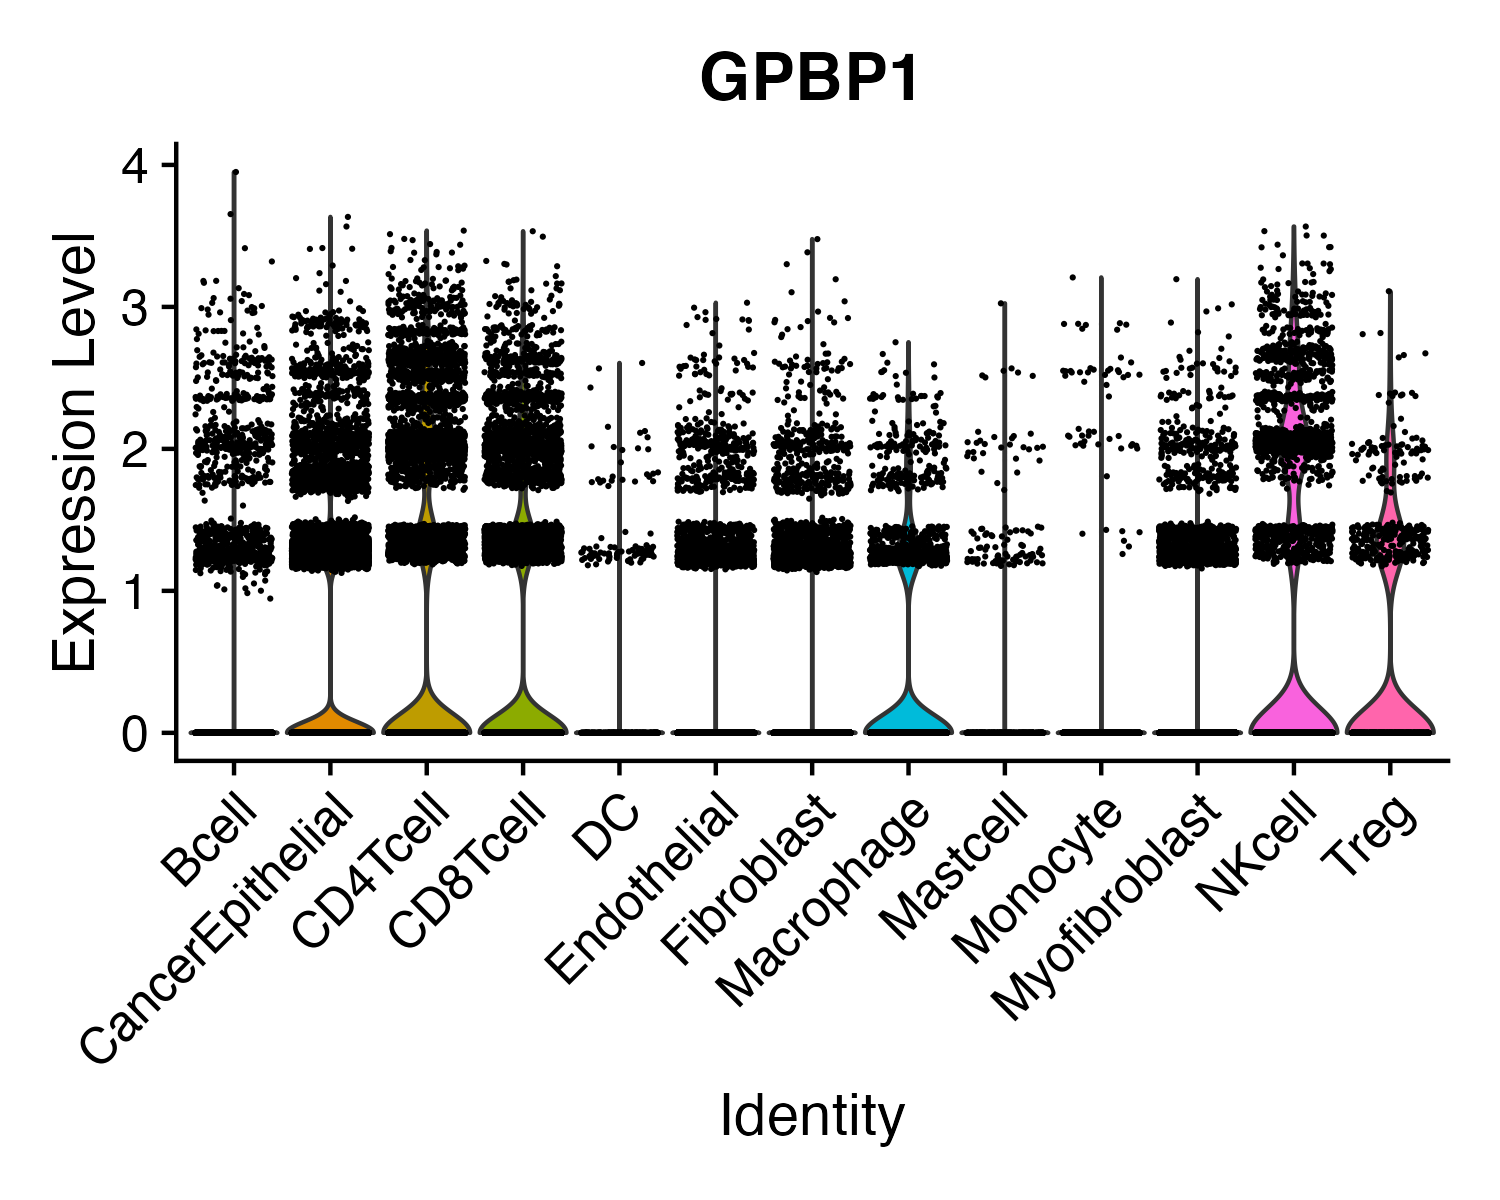 GPBP1
Expression Level
4
3
2
1
0
Bcell
CancerEpithelial
CD4Tcell
CD8Tcell
DC
Endothelial
Fibroblast
Macrophage
Mastcell
Monocyte
Myofibroblast
NKcell
Treg
Identity